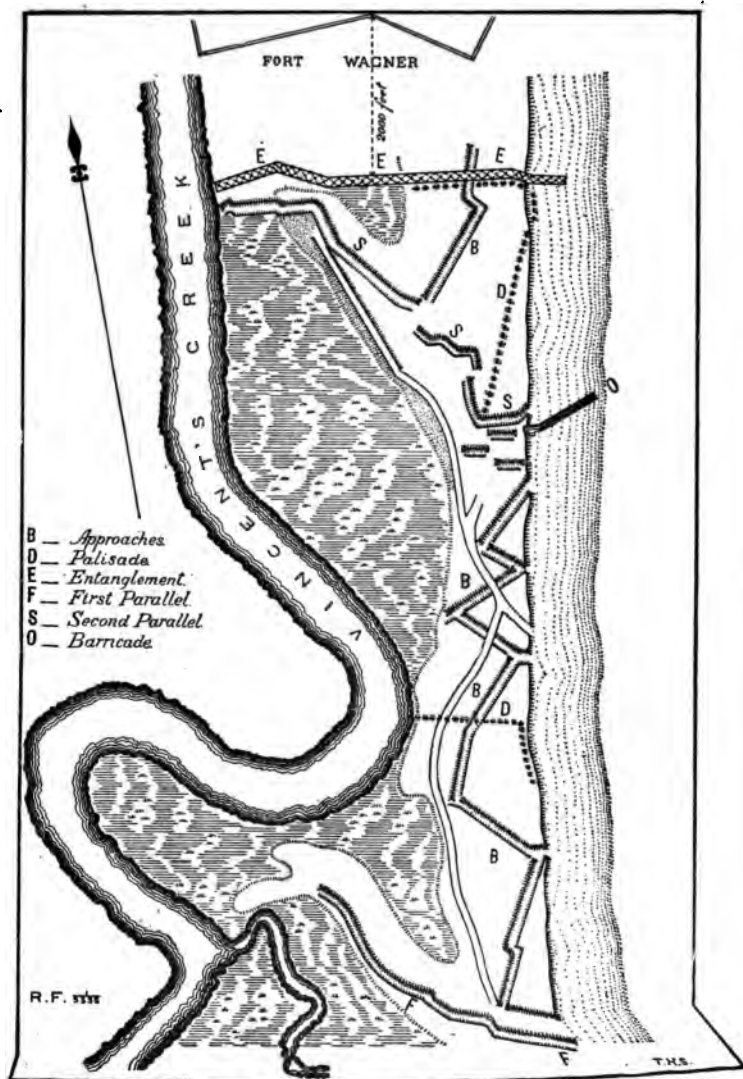 FORT WAGNER
2000 feet
E E E
B
S
D
S
S
O
VINCENT'S CREEK
B _ Approaches
D _ Palisade
E _ Entanglement.
F _ First Parallel.
S _ Second Parallel.
O _ Barricade.
B
B
D
B
F
F
R.F.
T.H.S.